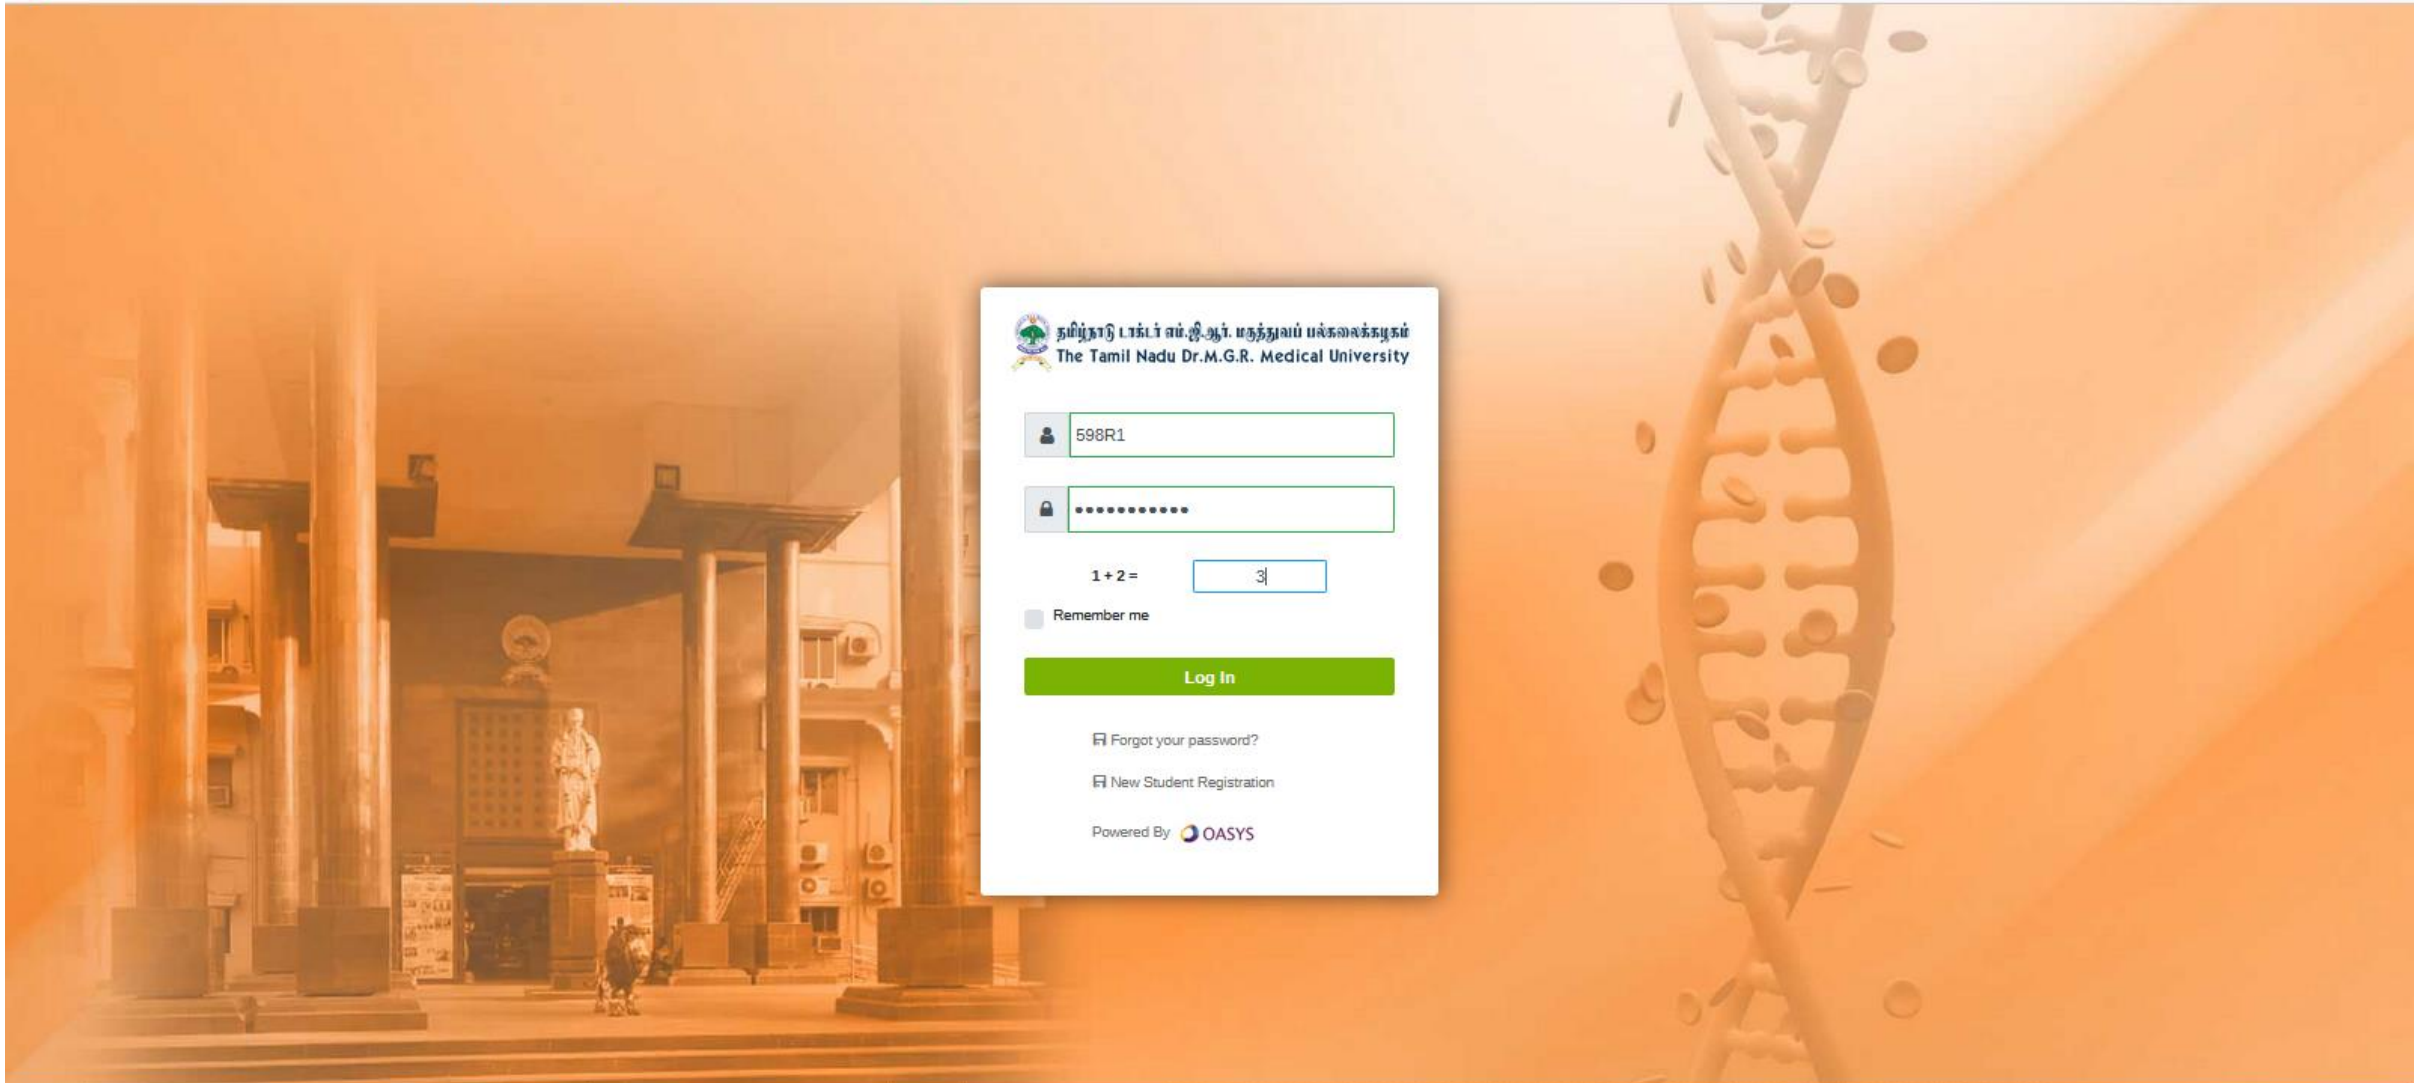 தமிழ்நாடு டாக்டர் எம்.ஜி.ஆர். மருத்துவப் பல்கலைக்கழகம்
The Tamil Nadu Dr.M.G.R. Medical University
598R1
•••••••••••
1 + 2 = 3
Remember me
Log In
Forgot your password?
New Student Registration
Powered By OASYS